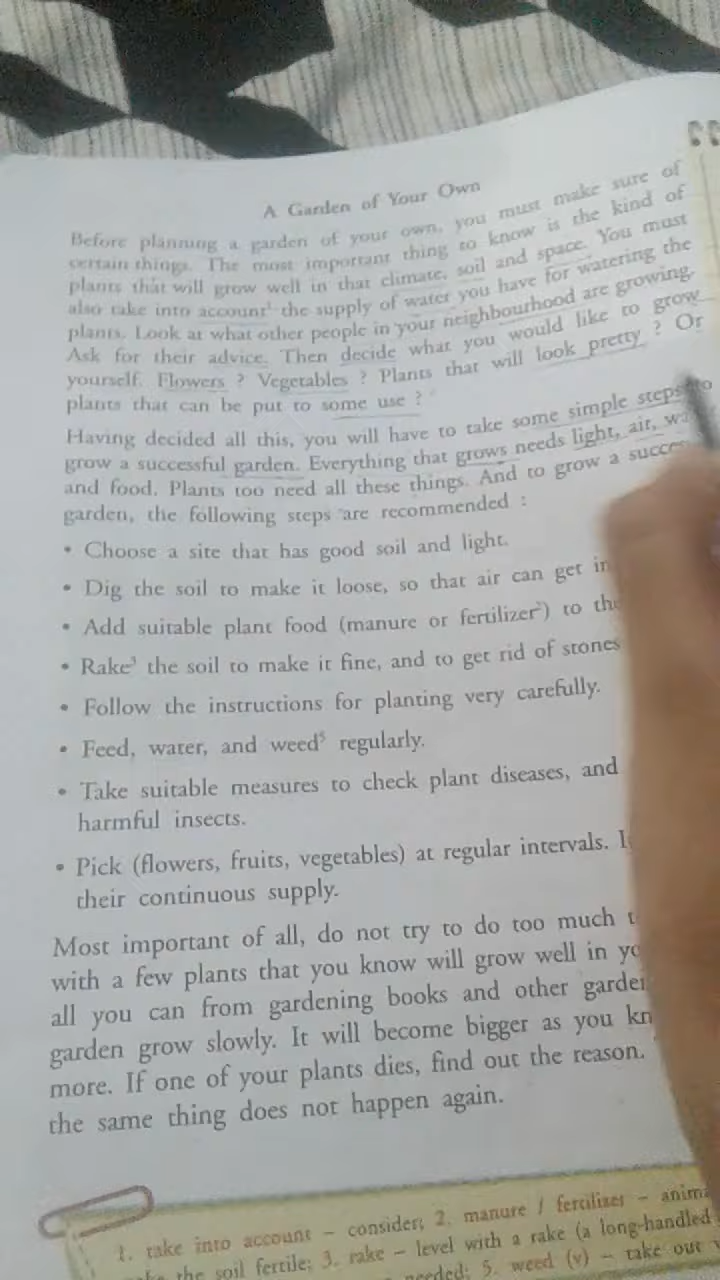 A Garden of Your Own
Before planning a garden of your own, you must make sure of
certain things. The most important thing to know is the kind of
plants that will grow well in that climate, soil and space. You must
also take into account¹ the supply of water you have for watering the
plants. Look at what other people in your neighbourhood are growing.
Ask for their advice. Then decide what you would like to grow
yourself. Flowers ? Vegetables ? Plants that will look pretty ? Or
plants that can be put to some use ?
Having decided all this, you will have to take some simple steps to
grow a successful garden. Everything that grows needs light, air,
and food. Plants too need all these things. And to grow a
garden, the following steps are recommended :
• Choose a site that has good soil and light.
• Dig the soil to make it loose, so that air can get in
• Add suitable plant food (manure or fertilizer²) to the
• Rake³ the soil to make it fine, and to get rid of stones
• Follow the instructions for planting very carefully.
• Feed, water, and weed⁵ regularly.
• Take suitable measures to check plant diseases, and
harmful insects.
• Pick (flowers, fruits, vegetables) at regular intervals.
their continuous supply.
Most important of all, do not try to do too much
with a few plants that you know will grow well in
all you can from gardening books and other
garden grow slowly. It will become bigger as you
more. If one of your plants dies, find out the reason.
the same thing does not happen again.
1. take into account – consider; 2. manure / fertilizer –
the soil fertile; 3. rake – level with a rake (a long-handled
needed; 5. weed (v) – take out